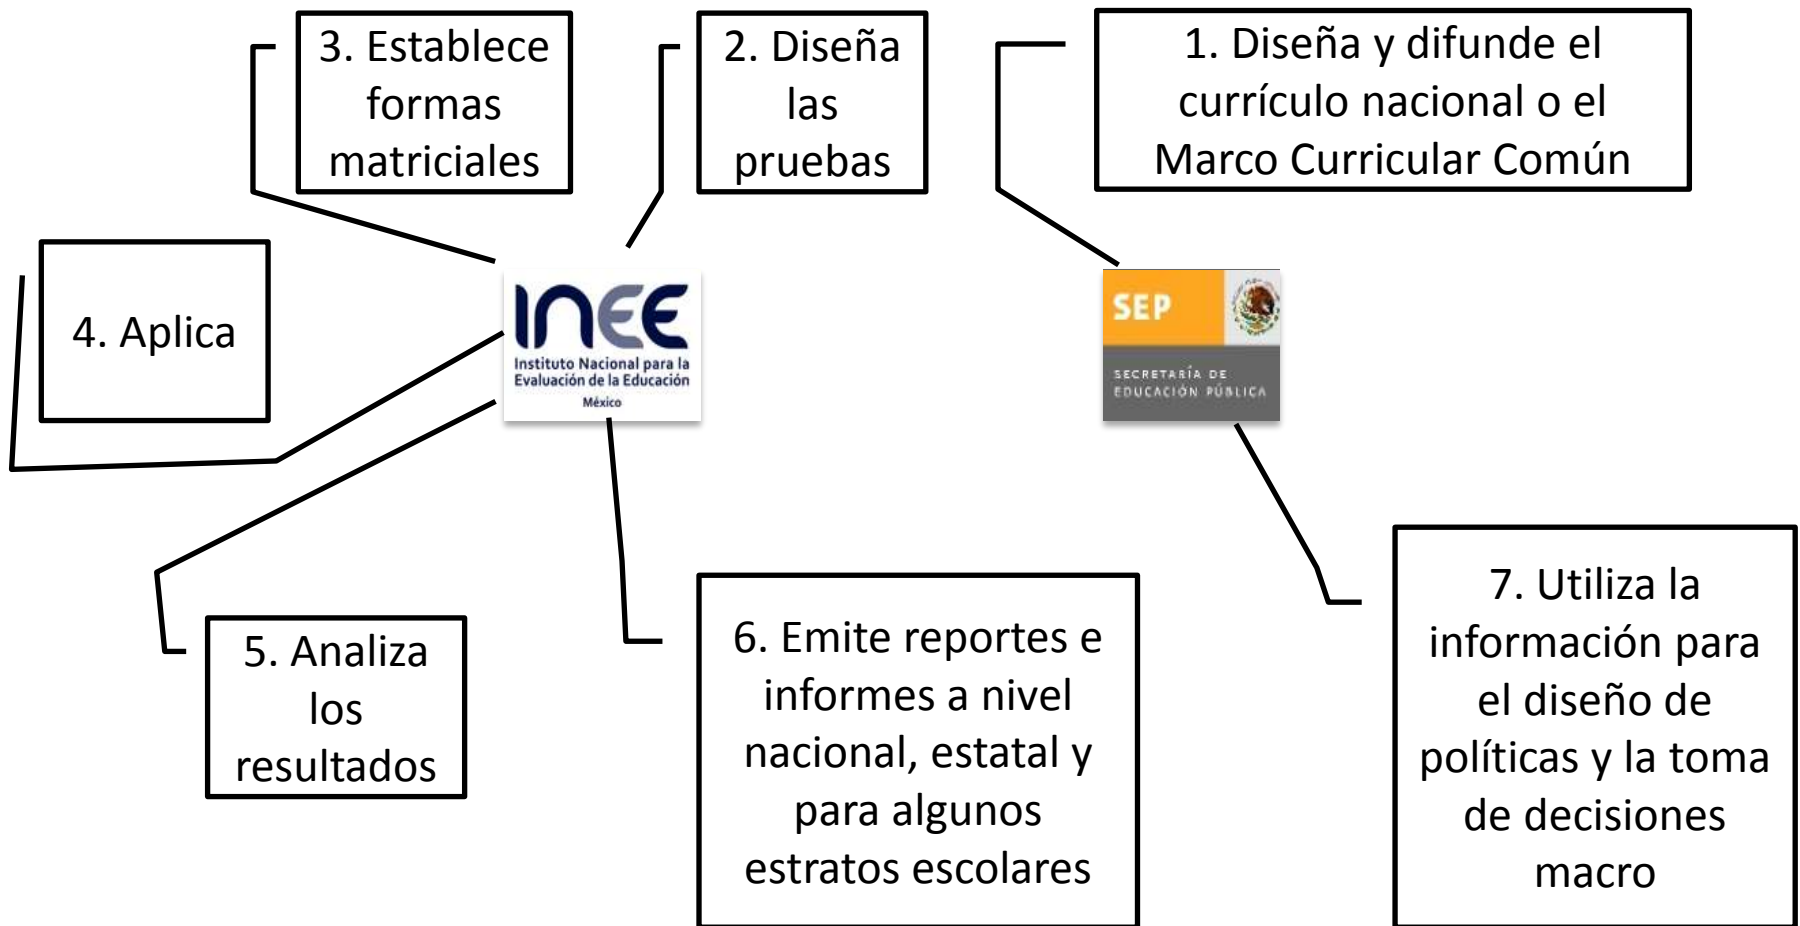 1. Diseña y difunde el
currículo nacional o el
Marco Curricular Común
2. Diseña
las
pruebas
3. Establece
formas
matriciales
4. Aplica
INEE
Instituto Nacional para la
Evaluación de la Educación
México
SEP
SECRETARÍA DE
EDUCACIÓN PÚBLICA
5. Analiza
los
resultados
6. Emite reportes e
informes a nivel
nacional, estatal y
para algunos
estratos escolares
7. Utiliza la
información para
el diseño de
políticas y la toma
de decisiones
macro